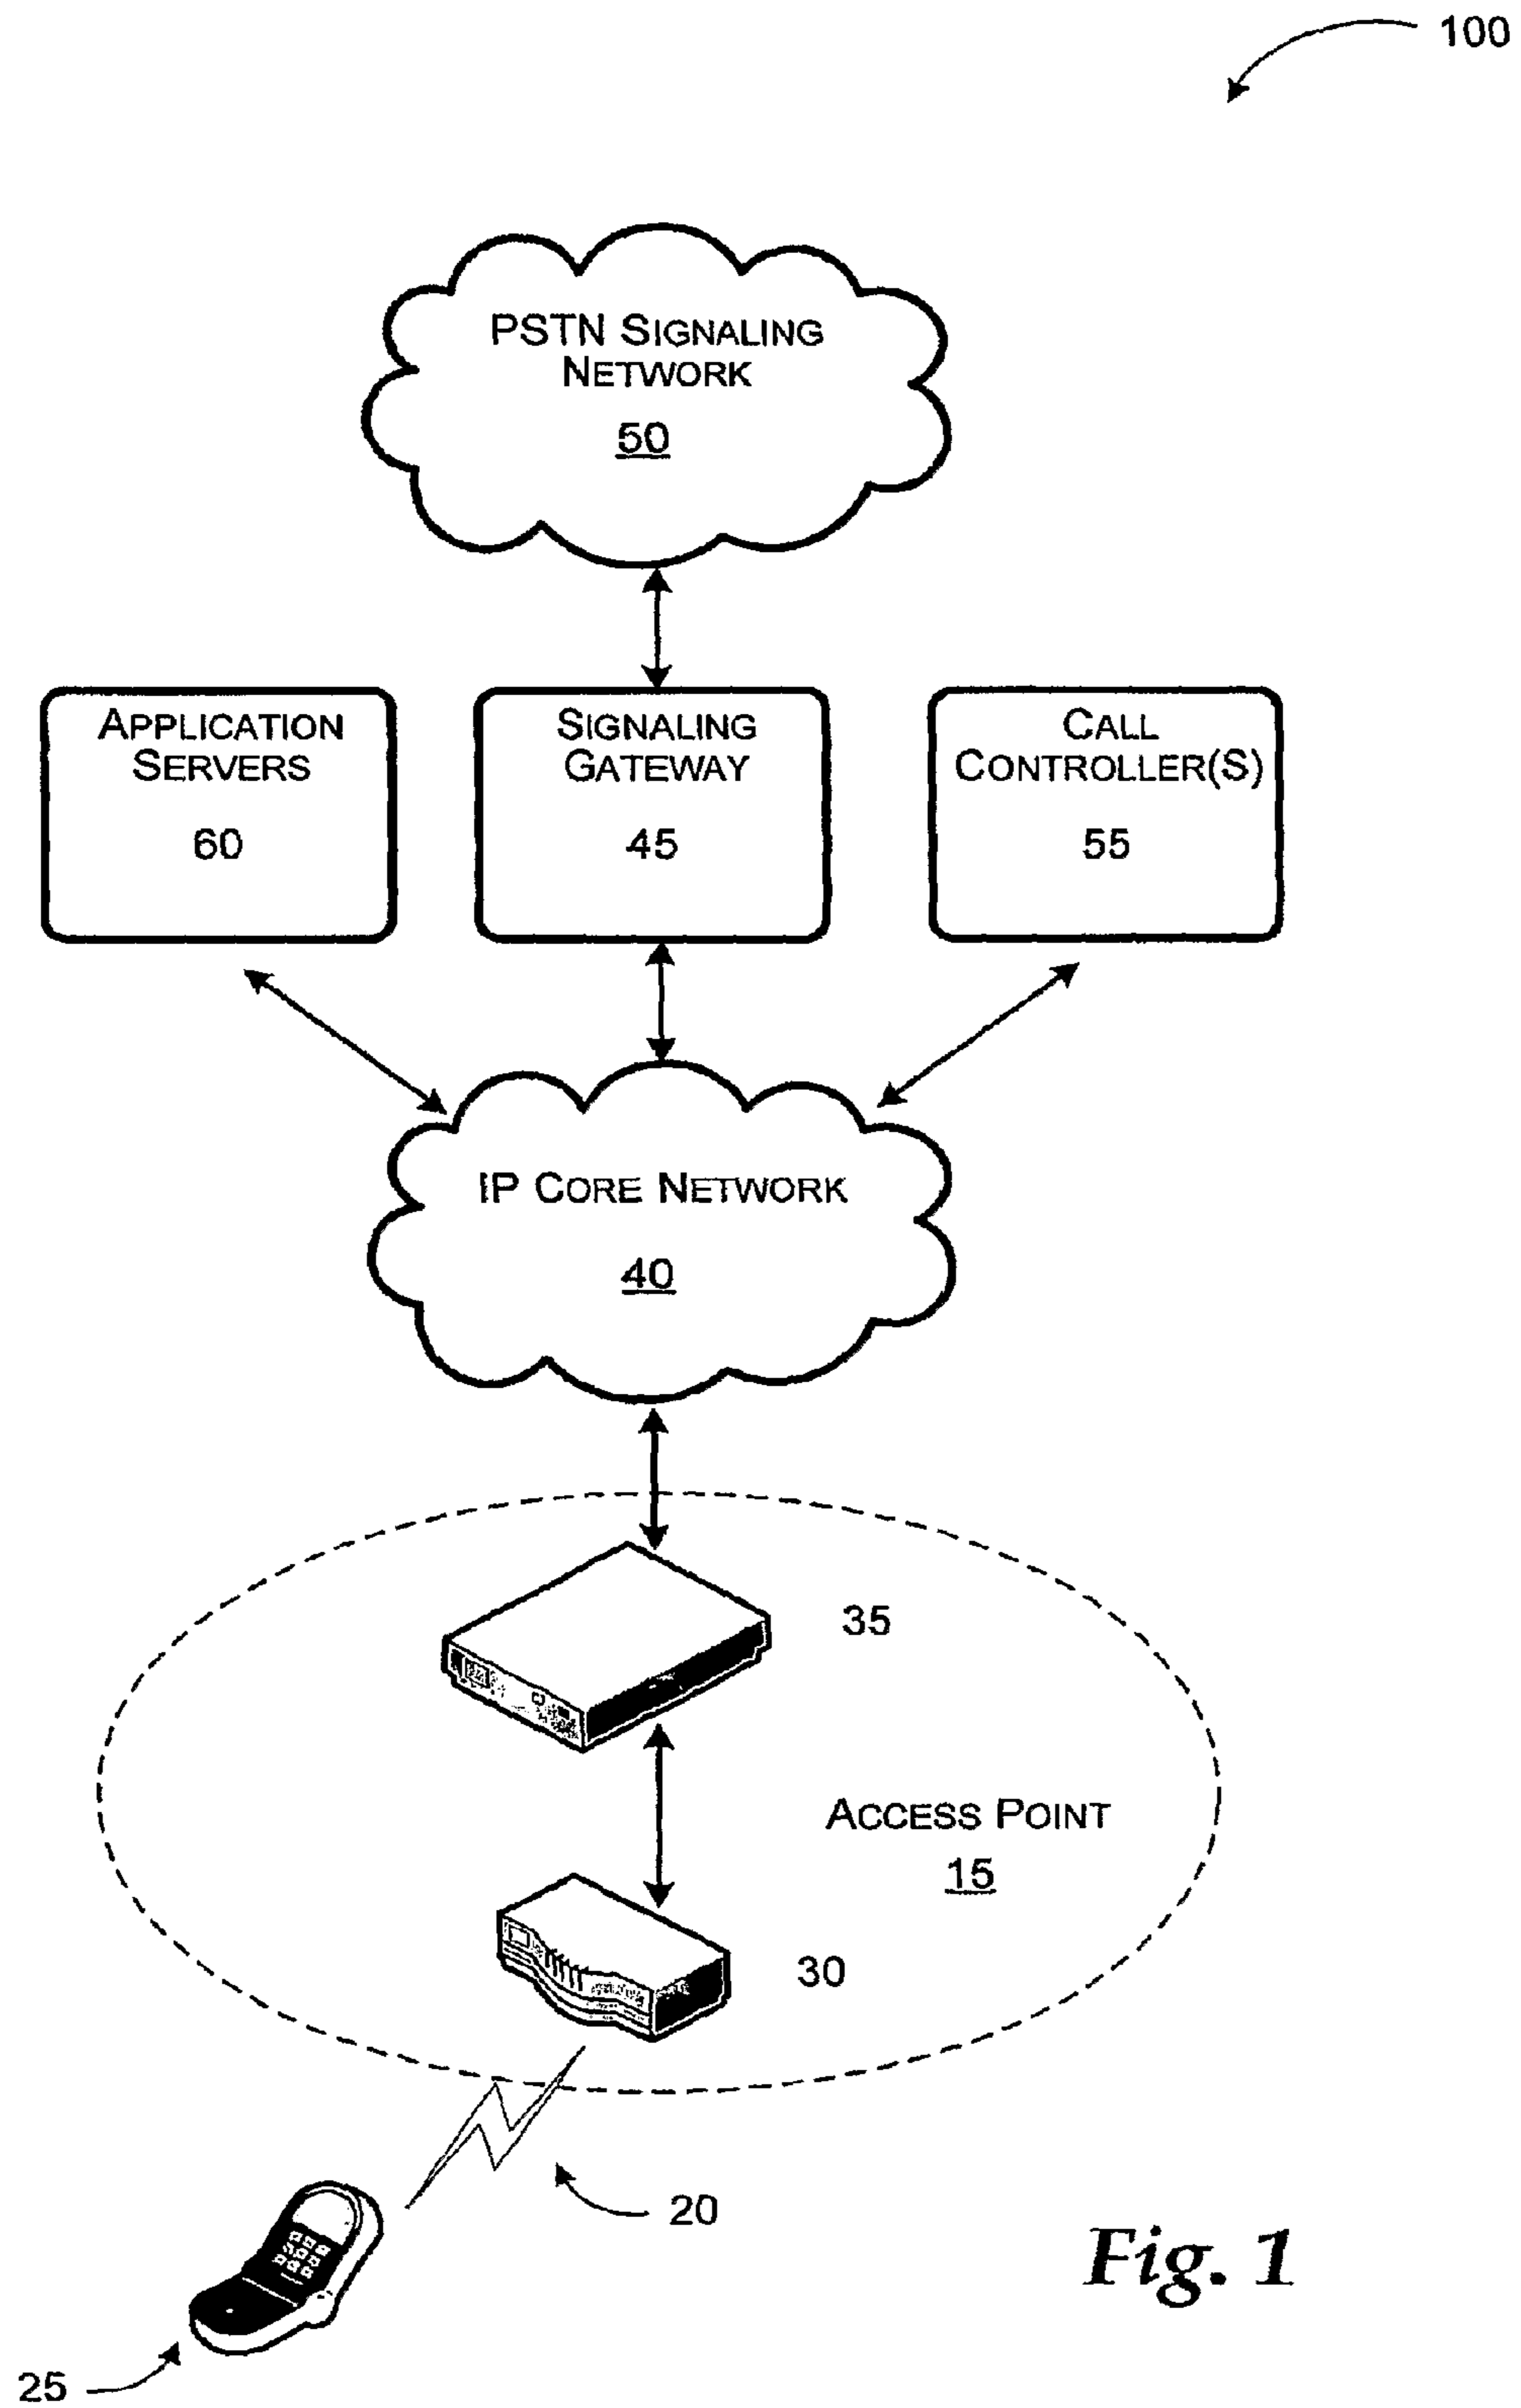 100
PSTN SIGNALING
NETWORK
50
APPLICATION
SERVERS
60
SIGNALING
GATEWAY
45
CALL
CONTROLLER(S)
55
IP CORE NETWORK
40
35
ACCESS POINT
15
30
20
25
Fig. 1